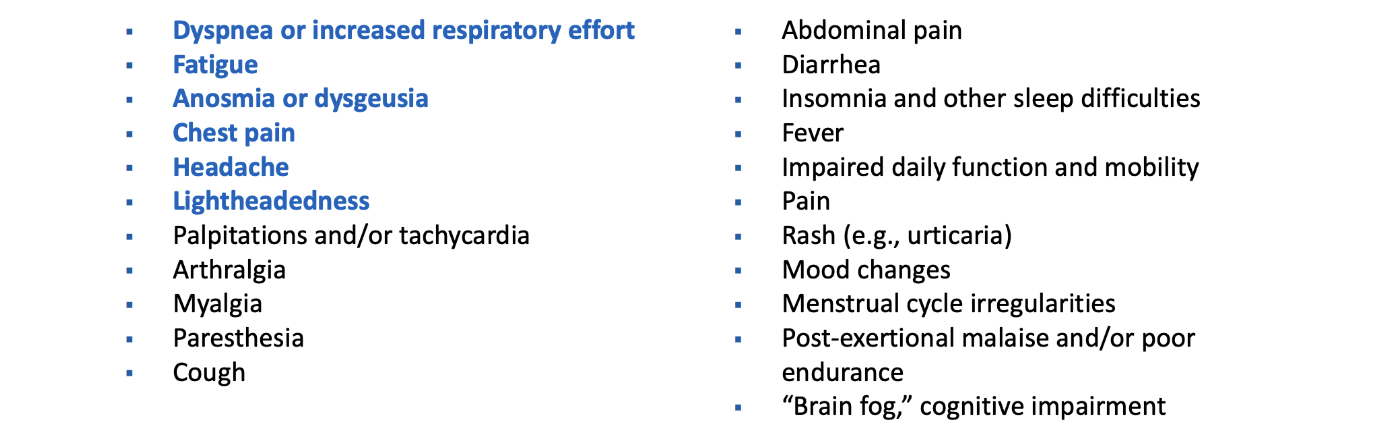 ▪ Dyspnea or increased respiratory effort
▪ Fatigue
▪ Anosmia or dysgeusia
▪ Chest pain
▪ Headache
▪ Lightheadedness
▪ Palpitations and/or tachycardia
▪ Arthralgia
▪ Myalgia
▪ Paresthesia
▪ Cough
▪ Abdominal pain
▪ Diarrhea
▪ Insomnia and other sleep difficulties
▪ Fever
▪ Impaired daily function and mobility
▪ Pain
▪ Rash (e.g., urticaria)
▪ Mood changes
▪ Menstrual cycle irregularities
▪ Post-exertional malaise and/or poor
endurance
▪ “Brain fog,” cognitive impairment